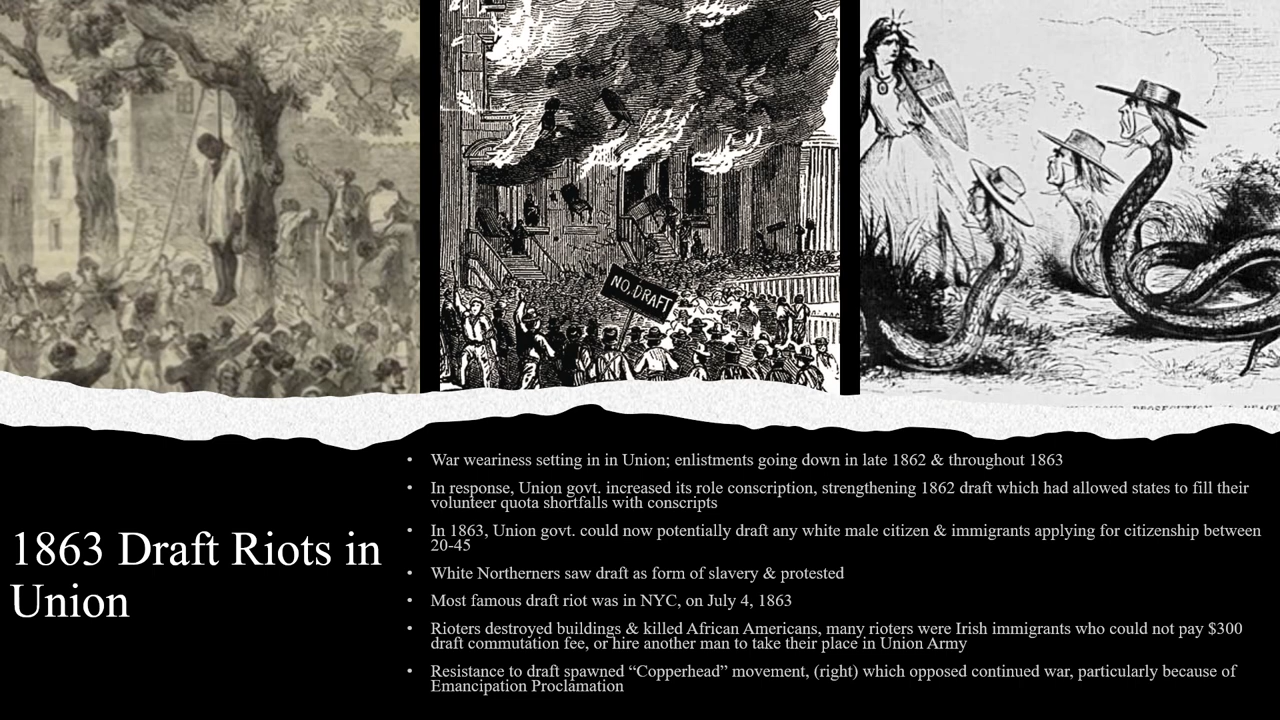 UNION
NO DRAFT
1863 Draft Riots in
Union
• War weariness setting in in Union; enlistments going down in late 1862 & throughout 1863
• In response, Union govt. increased its role conscription, strengthening 1862 draft which had allowed states to fill their
volunteer quota shortfalls with conscripts
• In 1863, Union govt. could now potentially draft any white male citizen & immigrants applying for citizenship between
20-45
• White Northerners saw draft as form of slavery & protested
• Most famous draft riot was in NYC, on July 4, 1863
• Rioters destroyed buildings & killed African Americans, many rioters were Irish immigrants who could not pay $300
draft commutation fee, or hire another man to take their place in Union Army
• Resistance to draft spawned “Copperhead” movement, (right) which opposed continued war, particularly because of
Emancipation Proclamation